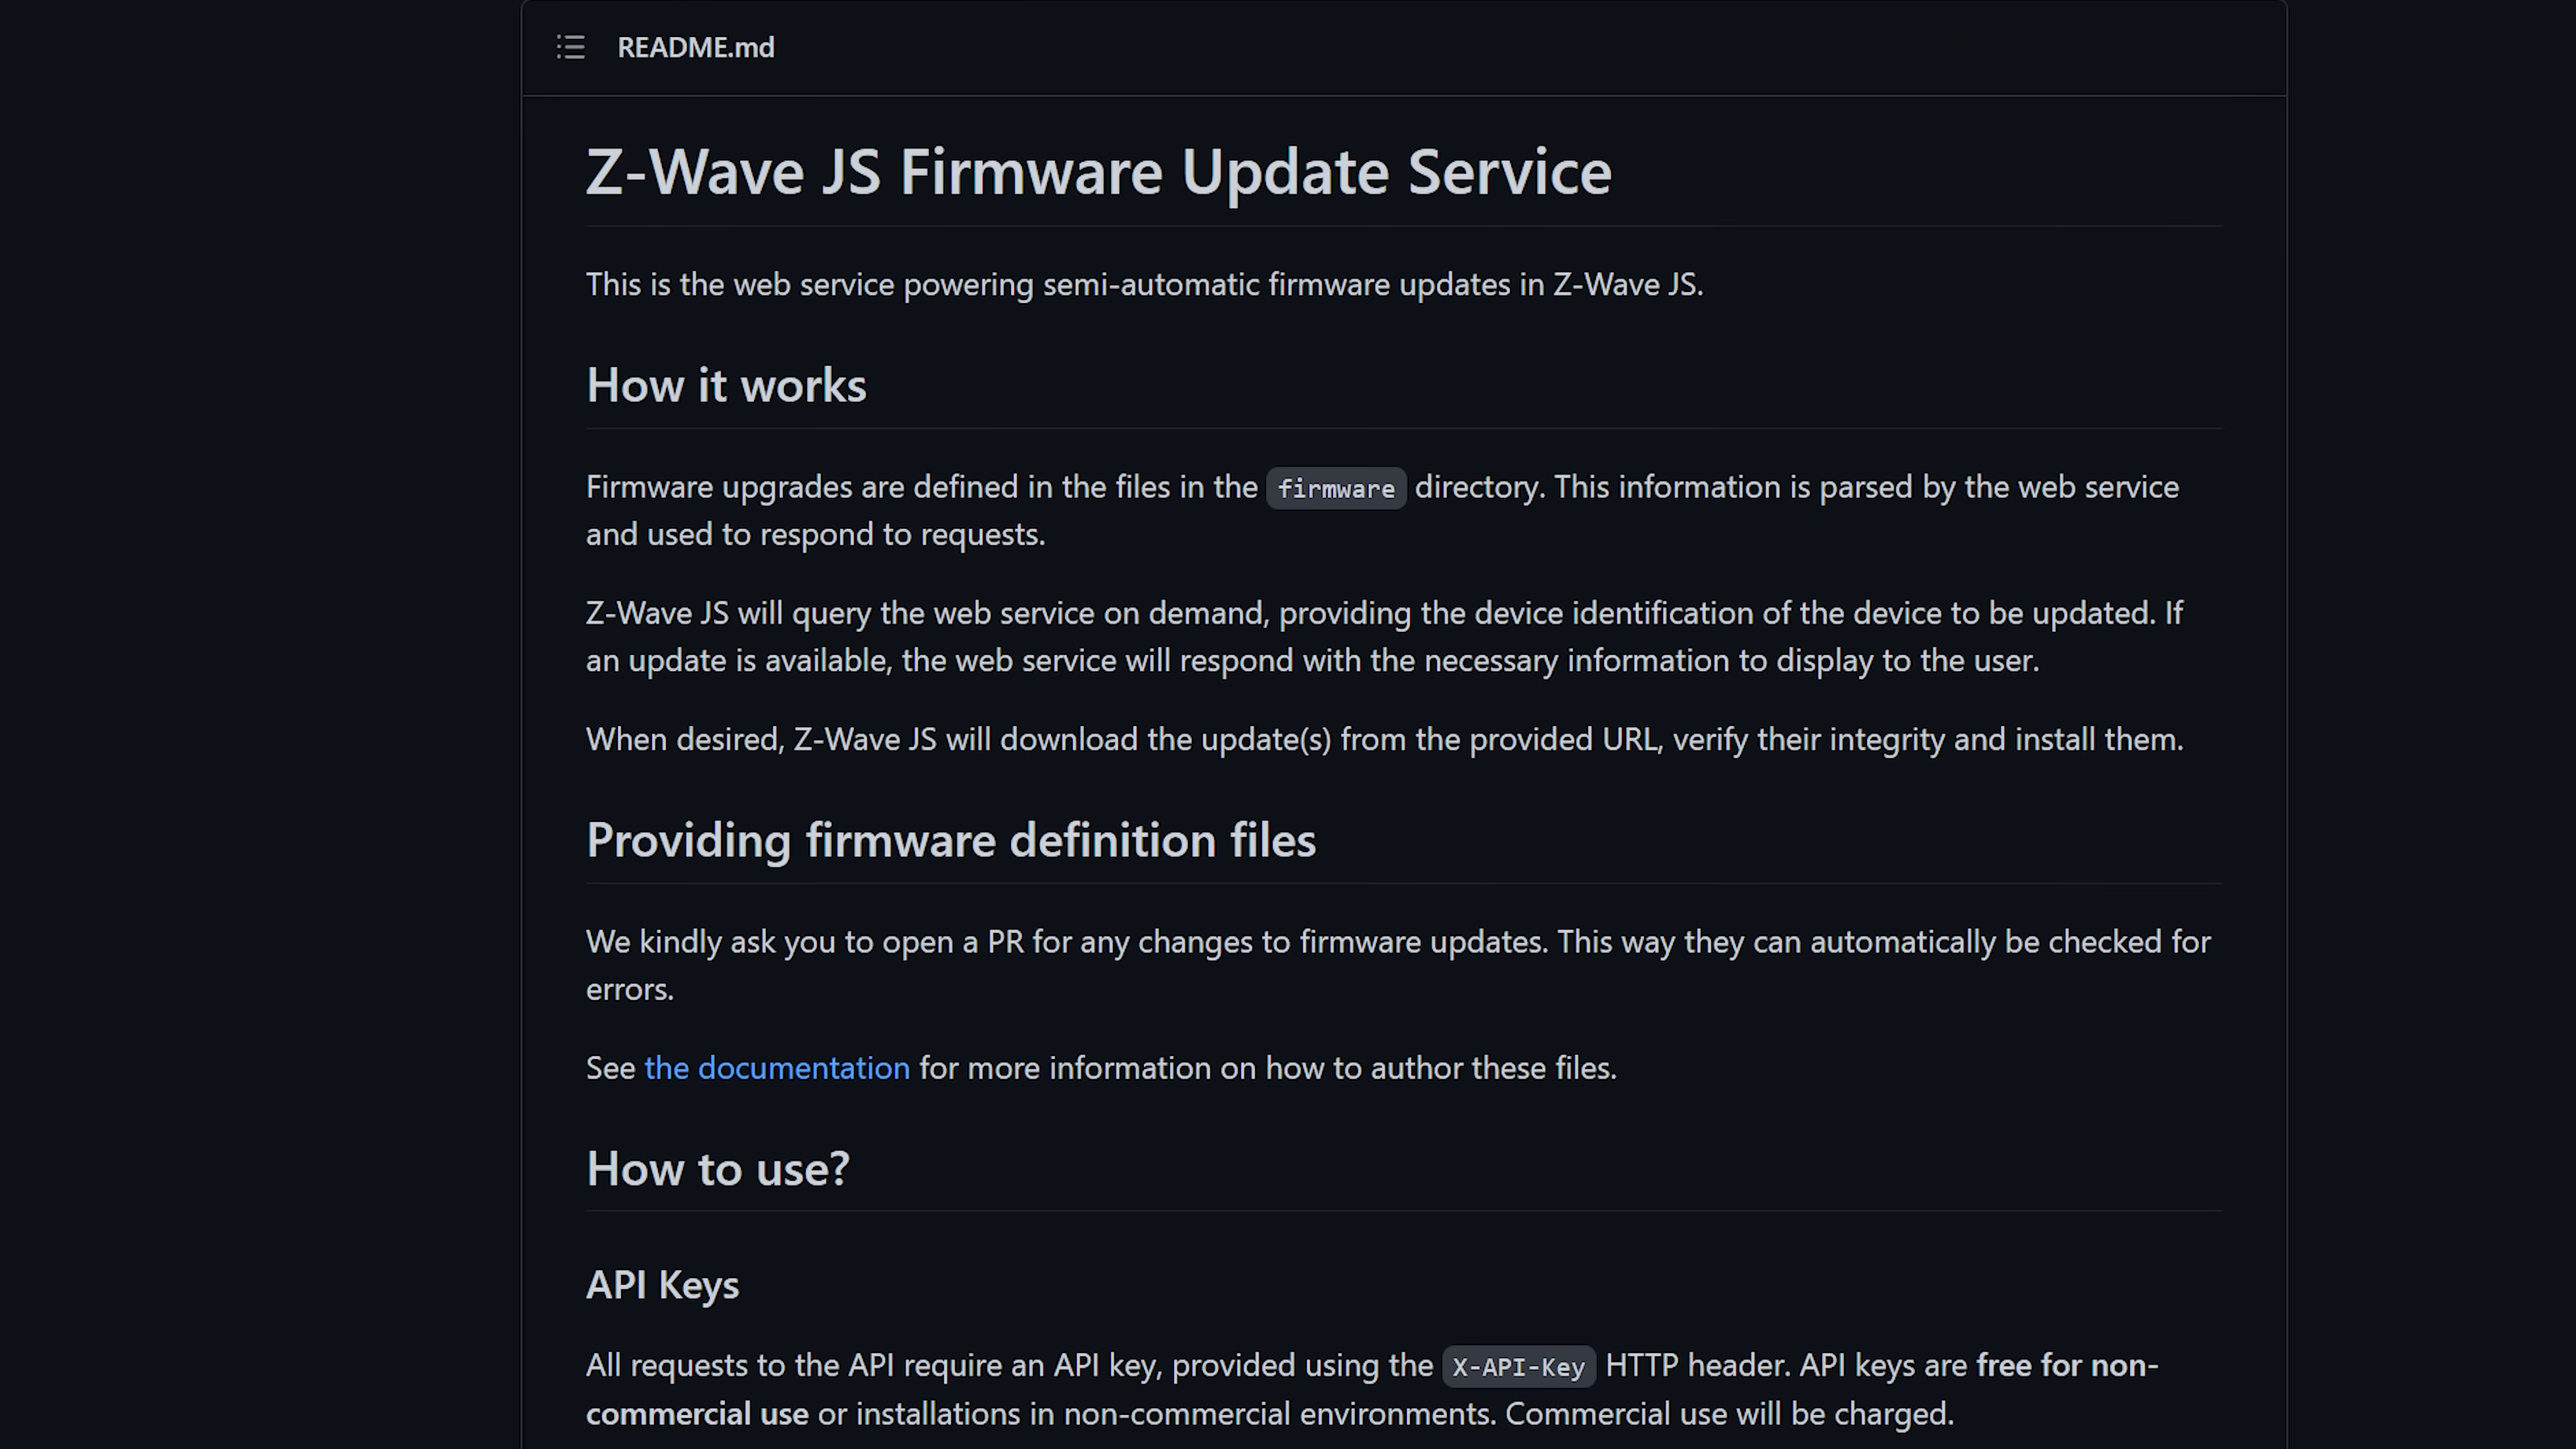 README.md
Z-Wave JS Firmware Update Service
This is the web service powering semi-automatic firmware updates in Z-Wave JS.
How it works
Firmware upgrades are defined in the files in the firmware directory. This information is parsed by the web service
and used to respond to requests.
Z-Wave JS will query the web service on demand, providing the device identification of the device to be updated. If
an update is available, the web service will respond with the necessary information to display to the user.
When desired, Z-Wave JS will download the update(s) from the provided URL, verify their integrity and install them.
Providing firmware definition files
We kindly ask you to open a PR for any changes to firmware updates. This way they can automatically be checked for
errors.
See the documentation for more information on how to author these files.
How to use?
API Keys
All requests to the API require an API key, provided using the X-API-Key HTTP header. API keys are free for non-
commercial use or installations in non-commercial environments. Commercial use will be charged.